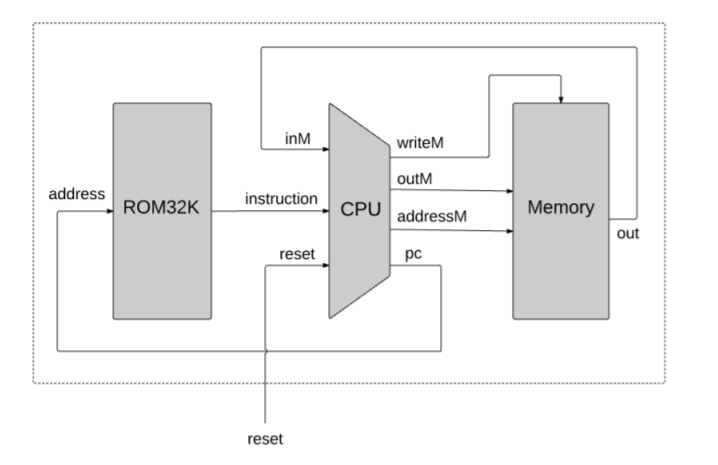 inM
writeM
outM
address
instruction
ROM32K
CPU
addressM
Memory
reset
pc
out
reset